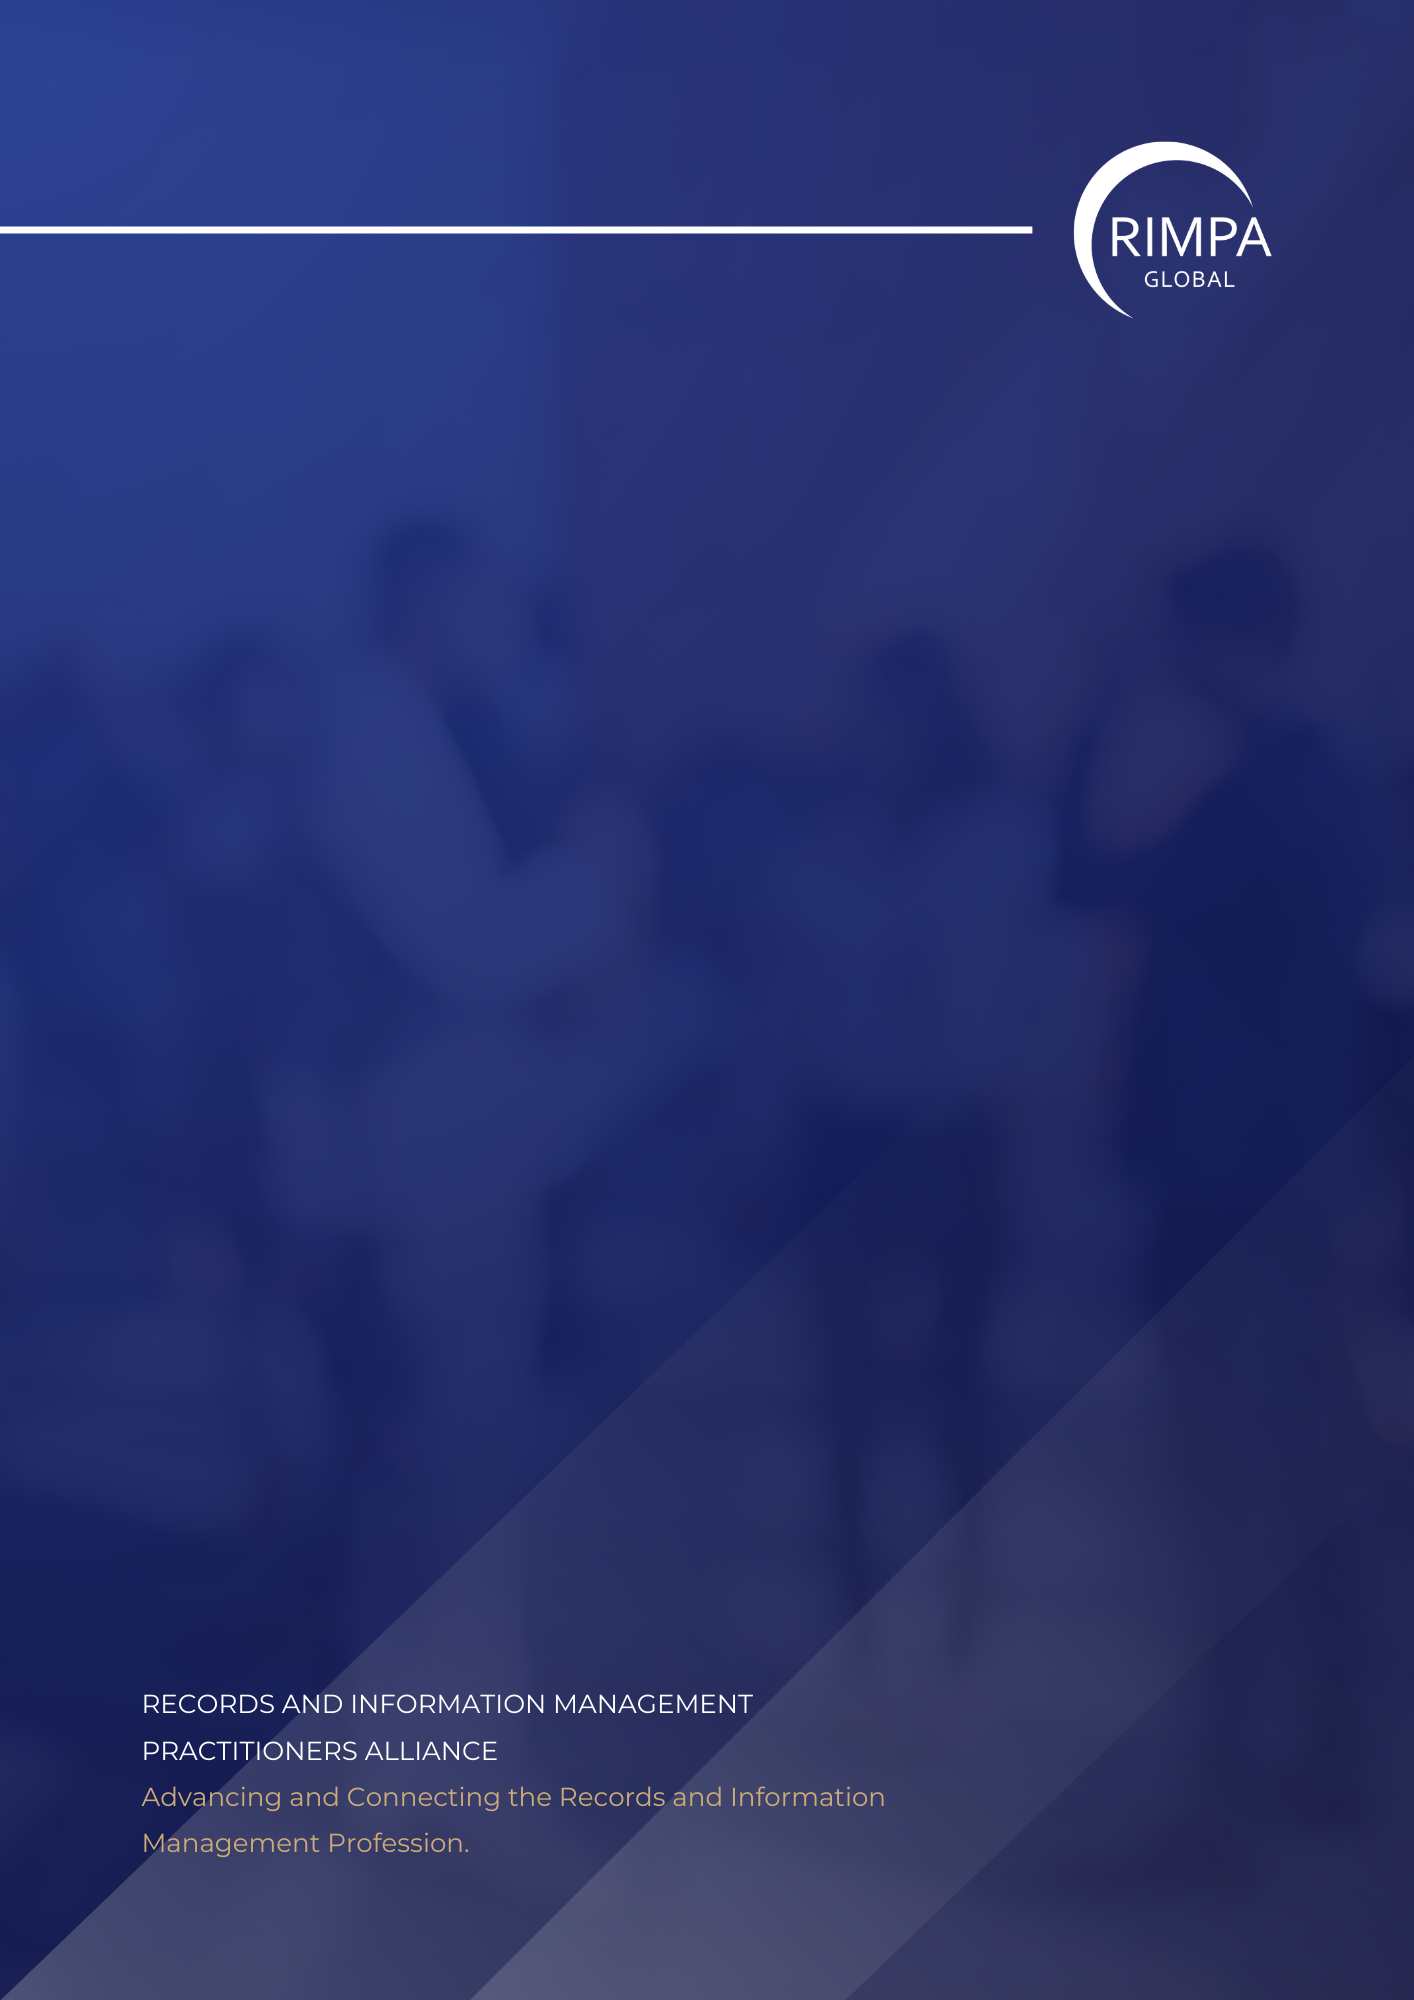 RIMPA
GLOBAL
RECORDS AND INFORMATION MANAGEMENT
PRACTITIONERS ALLIANCE
Advancing and Connecting the Records and Information
Management Profession.